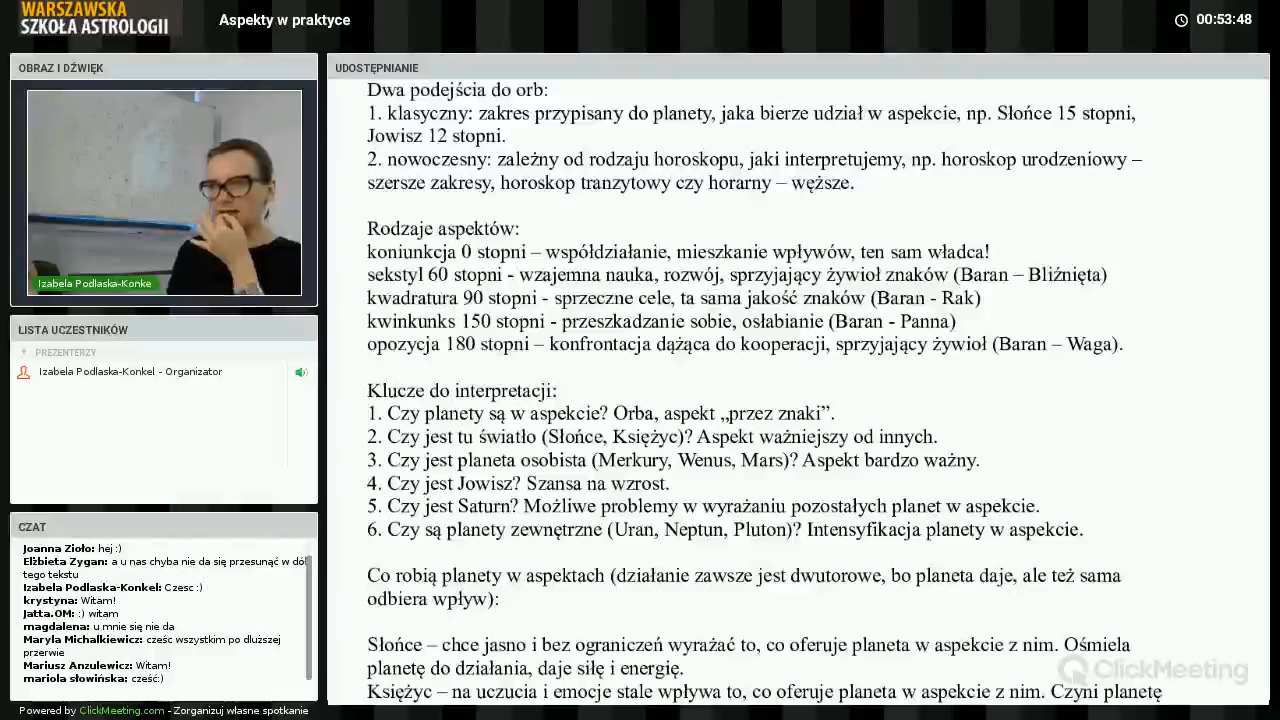 WARSZAWSKA
SZKOŁA ASTROLOGII
Aspekty w praktyce
00:53:48
OBRAZ I DŹWIĘK
Izabela Podlaska-Konke
LISTA UCZESTNIKÓW
PREZENTERZY
Izabela Podlaska-Konkel - Organizator
CZAT
Joanna Zioło: hej :)
Elżbieta Zygan: a u nas chyba nie da się przesunąć w dół
tego tekstu
Izabela Podlaska-Konkel: Czesc :)
krystyna: Witam!
Jatta.OM: :) witam
magdalena: u mnie się nie da
Maryla Michalkiewicz: cześc wszystkim po dluższej
przerwie
Mariusz Anzulewicz: Witam!
mariola słowińska: cześć:)
Powered by ClickMeeting.com - Zorganizuj własne spotkanie
UDOSTĘPNIANIE
Dwa podejścia do orb:
1. klasyczny: zakres przypisany do planety, jaka bierze udział w aspekcie, np. Słońce 15 stopni,
Jowisz 12 stopni.
2. nowoczesny: zależny od rodzaju horoskopu, jaki interpretujemy, np. horoskop urodzeniowy –
szersze zakresy, horoskop tranzytowy czy horarny – węższe.
Rodzaje aspektów:
koniunkcja 0 stopni – współdziałanie, mieszkanie wpływów, ten sam władca!
sekstyl 60 stopni - wzajemna nauka, rozwój, sprzyjający żywioł znaków (Baran – Bliźnięta)
kwadratura 90 stopni - sprzeczne cele, ta sama jakość znaków (Baran - Rak)
kwinkunks 150 stopni - przeszkadzanie sobie, osłabianie (Baran - Panna)
opozycja 180 stopni – konfrontacja dążąca do kooperacji, sprzyjający żywioł (Baran – Waga).
Klucze do interpretacji:
1. Czy planety są w aspekcie? Orba, aspekt „przez znaki”.
2. Czy jest tu światło (Słońce, Księżyc)? Aspekt ważniejszy od innych.
3. Czy jest planeta osobista (Merkury, Wenus, Mars)? Aspekt bardzo ważny.
4. Czy jest Jowisz? Szansa na wzrost.
5. Czy jest Saturn? Możliwe problemy w wyrażaniu pozostałych planet w aspekcie.
6. Czy są planety zewnętrzne (Uran, Neptun, Pluton)? Intensyfikacja planety w aspekcie.
Co robią planety w aspektach (działanie zawsze jest dwutorowe, bo planeta daje, ale też sama
odbiera wpływ):
Słońce – chce jasno i bez ograniczeń wyrażać to, co oferuje planeta w aspekcie z nim. Ośmiela
planetę do działania, daje siłę i energię.
Księżyc – na uczucia i emocje stale wpływa to, co oferuje planeta w aspekcie z nim. Czyni planetę
ClickMeeting